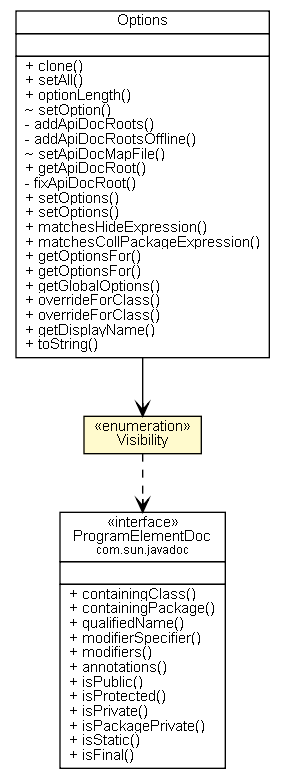 Options
+ clone()
+ setAll()
+ optionLength()
~ setOption()
- addApiDocRoots()
- addApiDocRootsOffline()
~ setApiDocMapFile()
+ getApiDocRoot()
- fixApiDocRoot()
+ setOptions()
+ setOptions()
+ matchesHideExpression()
+ matchesCollPackageExpression()
+ getOptionsFor()
+ getOptionsFor()
+ getGlobalOptions()
+ overrideForClass()
+ overrideForClass()
+ getDisplayName()
+ toString()
«enumeration»
Visibility
«interface»
ProgramElementDoc
com.sun.javadoc
+ containingClass()
+ containingPackage()
+ qualifiedName()
+ modifierSpecifier()
+ modifiers()
+ annotations()
+ isPublic()
+ isProtected()
+ isPrivate()
+ isPackagePrivate()
+ isStatic()
+ isFinal()